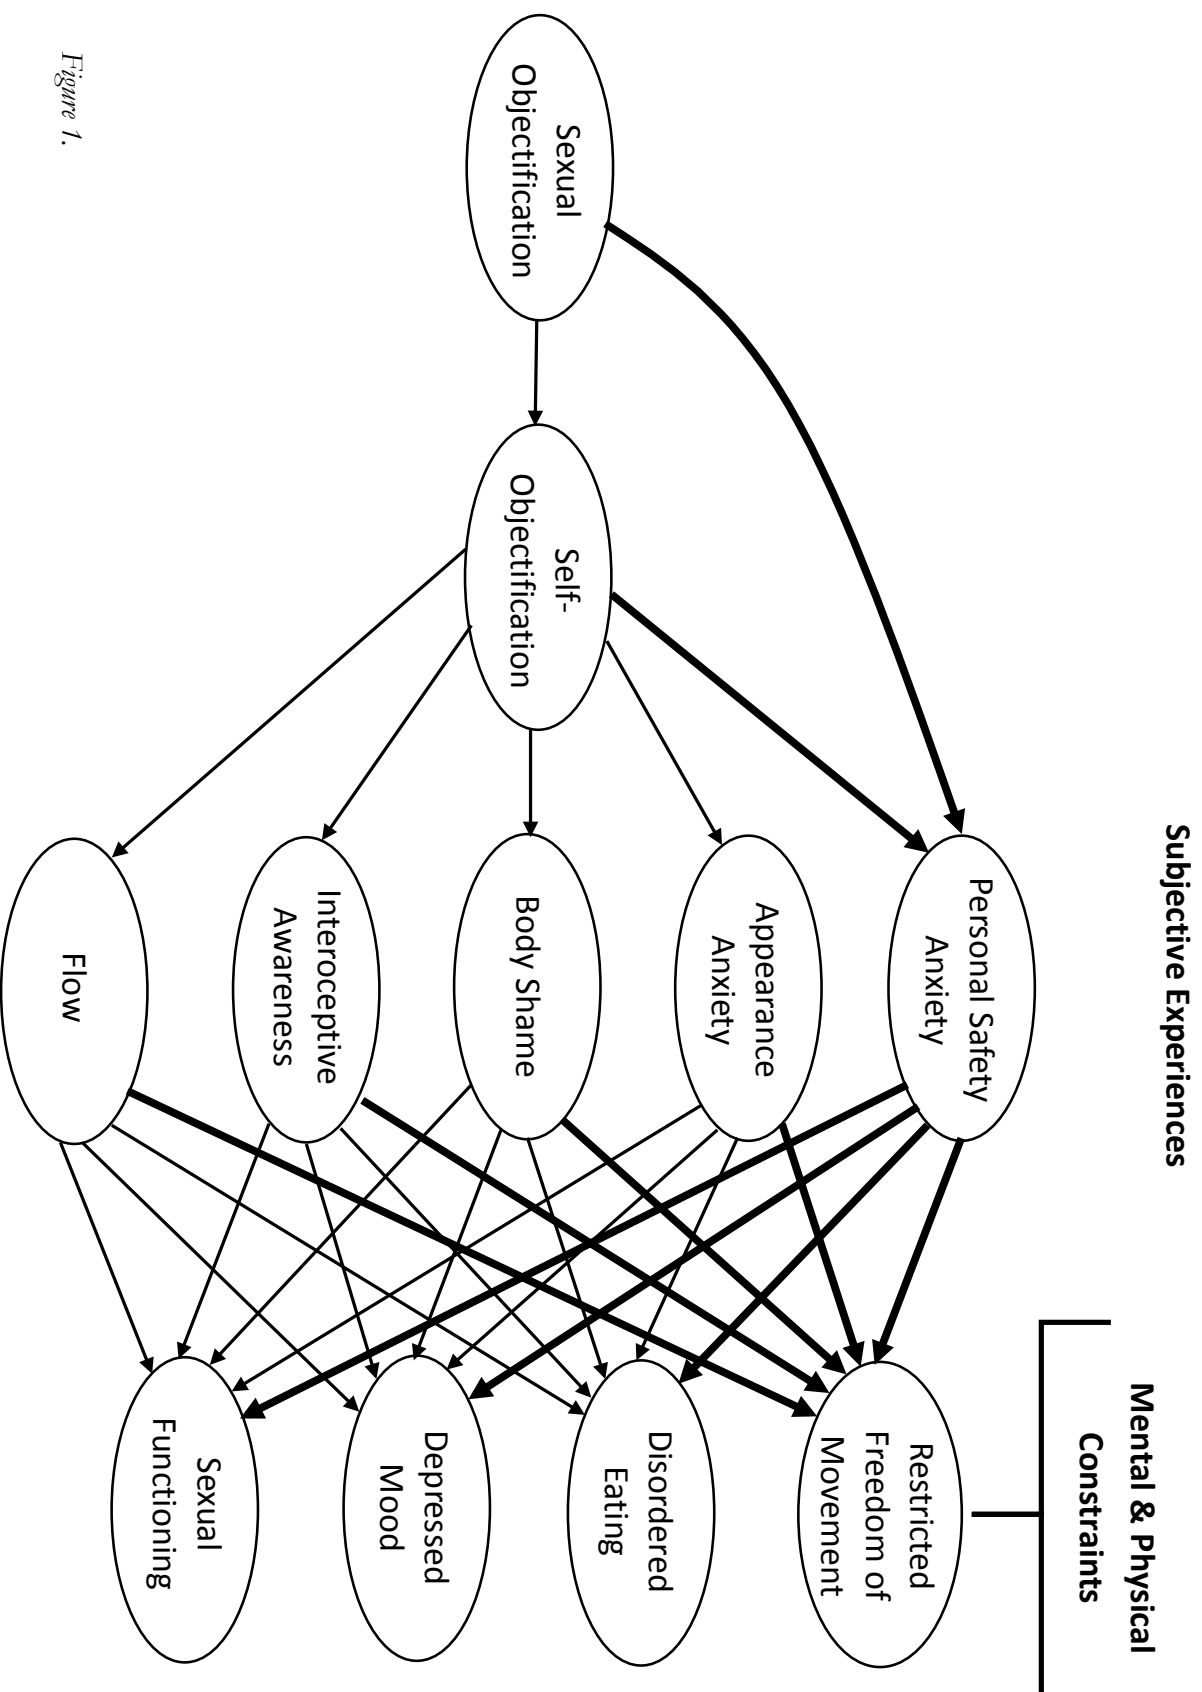 Subjective Experiences
Mental & Physical
Constraints
Sexual
Objectification
Self-
Objectification
Personal Safety
Anxiety
Appearance
Anxiety
Body Shame
Interoceptive
Awareness
Flow
Restricted
Freedom of
Movement
Disordered
Eating
Depressed
Mood
Sexual
Functioning
Figure 1.